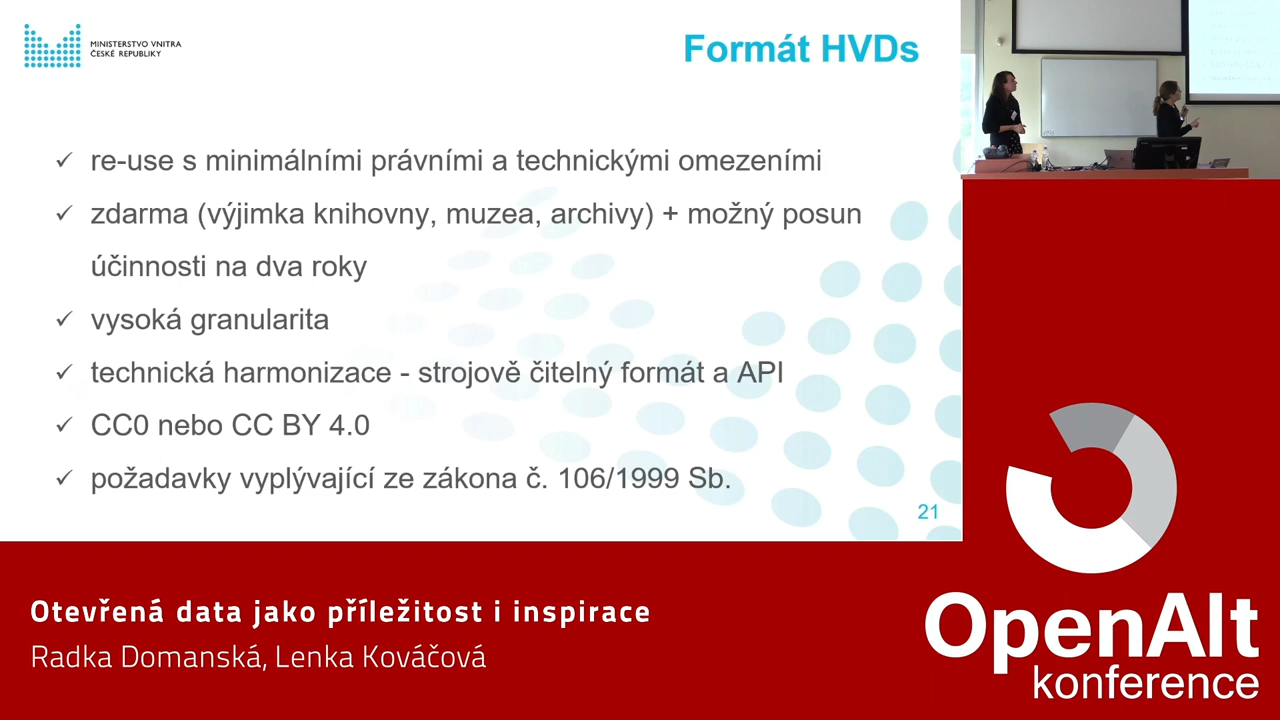 MINISTERSTVO VNITRA
ČESKÉ REPUBLIKY
Formát HVDs
✓ re-use s minimálními právními a technickými omezeními
✓ zdarma (výjimka knihovny, muzea, archivy) + možný posun
účinnosti na dva roky
✓ vysoká granularita
✓ technická harmonizace - strojově čitelný formát a API
✓ CC0 nebo CC BY 4.0
✓ požadavky vyplývající ze zákona č. 106/1999 Sb.
21
Otevřená data jako příležitost i inspirace
Radka Domanská, Lenka Kováčová
OpenAlt
konference